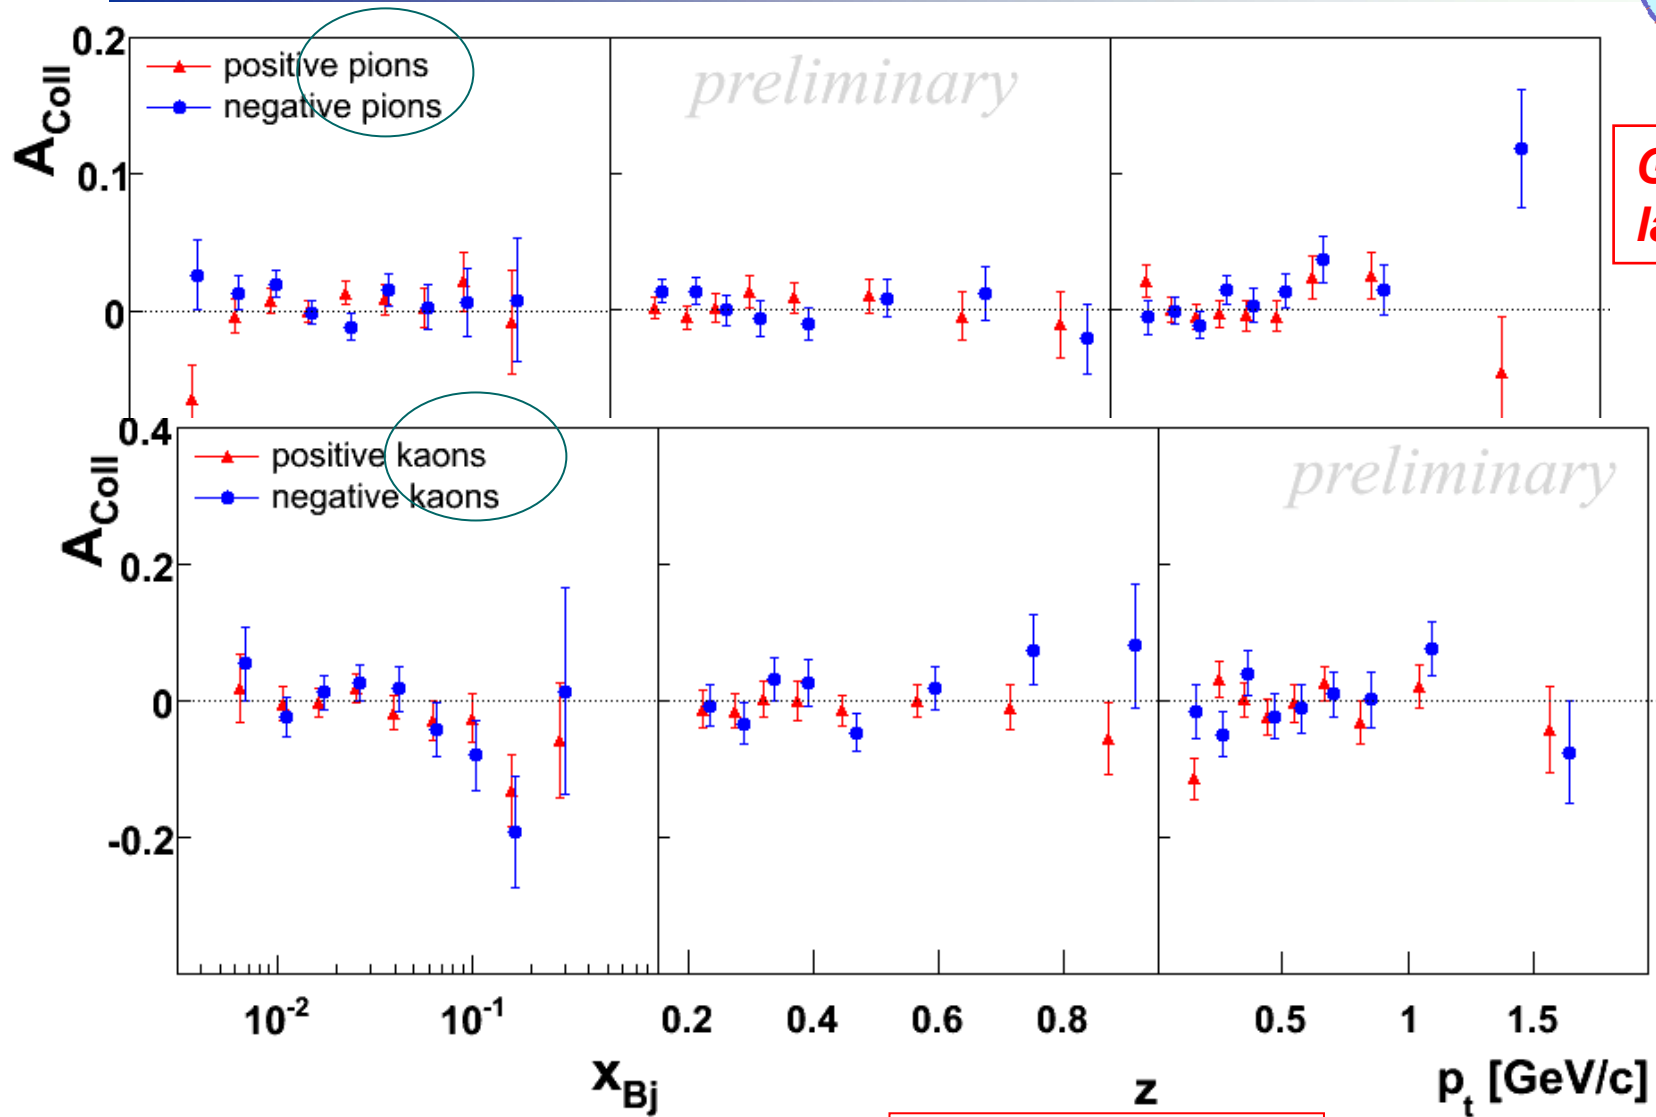 0.2
positive pions
negative pions
preliminary
A_Coll
0.1
0
0.4
positive kaons
negative kaons
preliminary
A_Coll
0.2
0
-0.2
10^-2 10^-1 0.2 0.4 0.6 0.8 0.5 1 1.5
x_Bj z p_t [GeV/c]